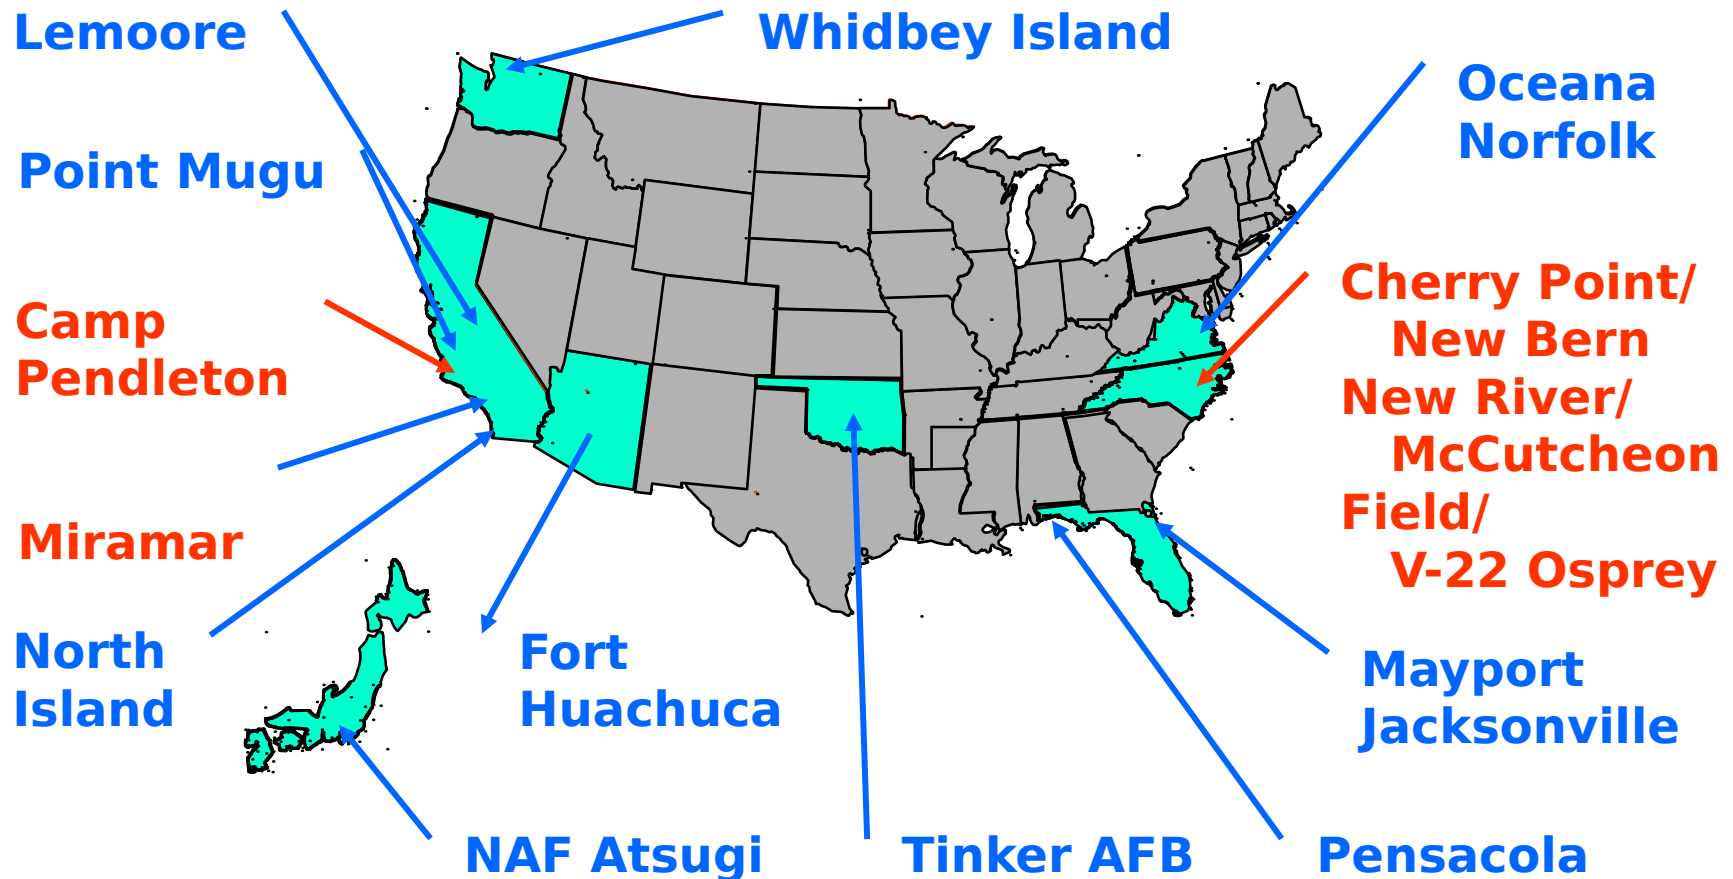 Lemoore
Whidbey Island
Oceana
Norfolk
Point Mugu
Camp
Pendleton
Cherry Point/
New Bern
New River/
McCutcheon
Field/
V-22 Osprey
Miramar
North
Island
Fort
Huachuca
Mayport
Jacksonville
NAF Atsugi
Tinker AFB
Pensacola